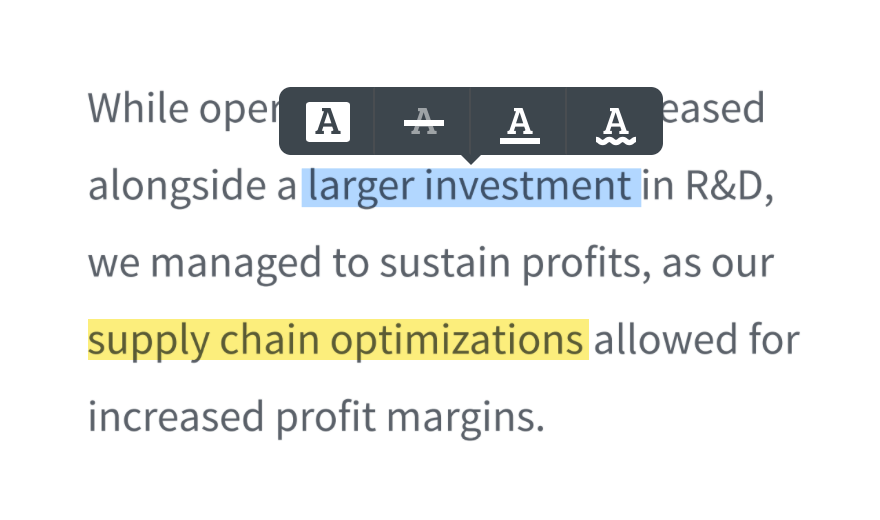 While oper eased
A A A A
alongside a larger investment in R&D,
we managed to sustain profits, as our
supply chain optimizations allowed for
increased profit margins.